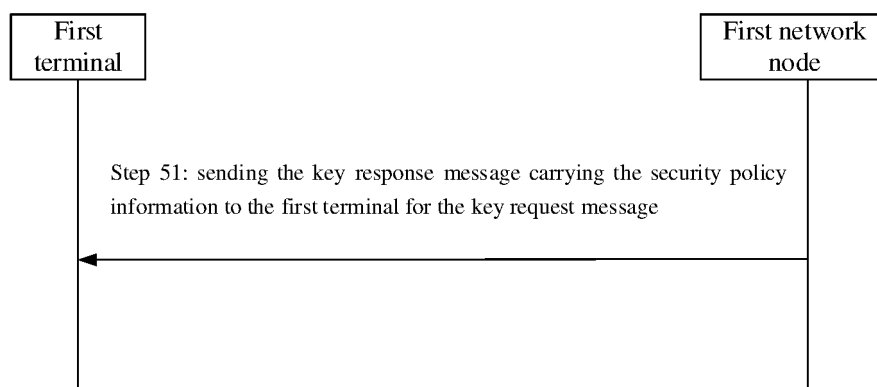 First
terminal
First network
node
Step 51: sending the key response message carrying the security policy
information to the first terminal for the key request message